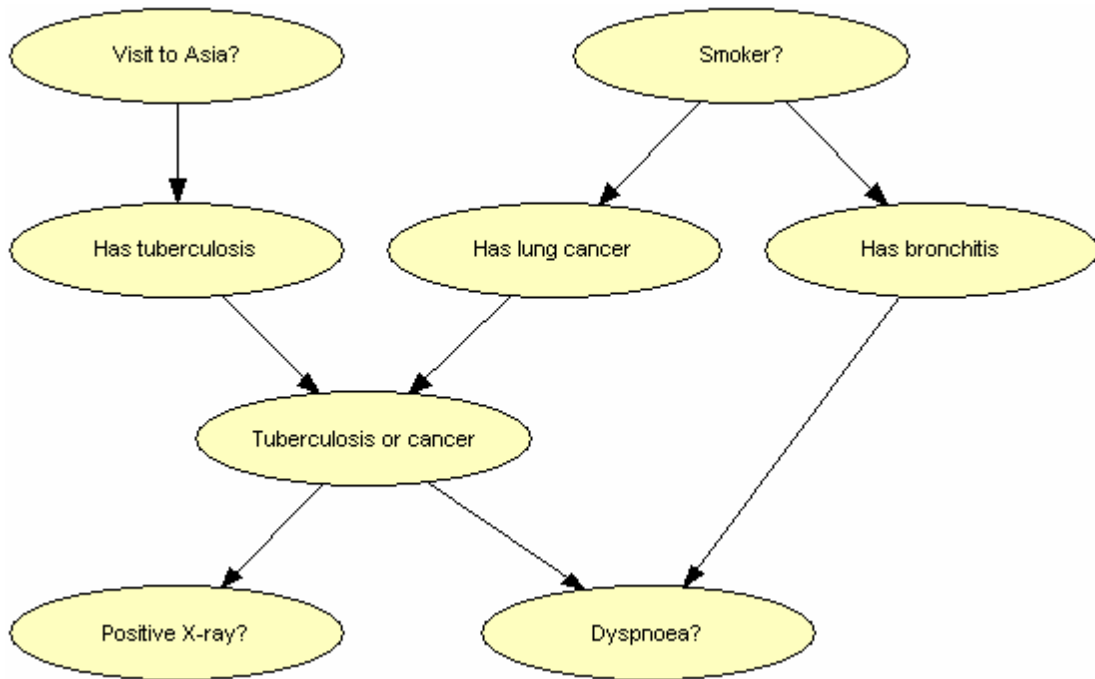 Visit to Asia?
Smoker?
Has tuberculosis
Has lung cancer
Has bronchitis
Tuberculosis or cancer
Positive X-ray?
Dyspnoea?